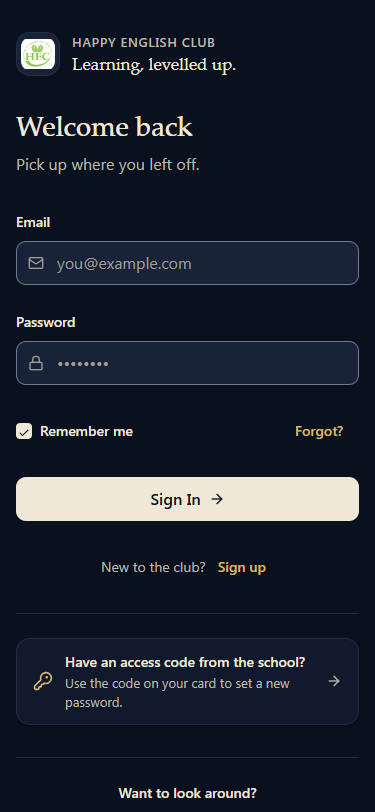 HEC
HAPPY ENGLISH CLUB
Learning, levelled up.
Welcome back
Pick up where you left off.
Email
you@example.com
Password
••••••••
Remember me
Forgot?
Sign In →
New to the club? Sign up
Have an access code from the school?
Use the code on your card to set a new
password.
Want to look around?